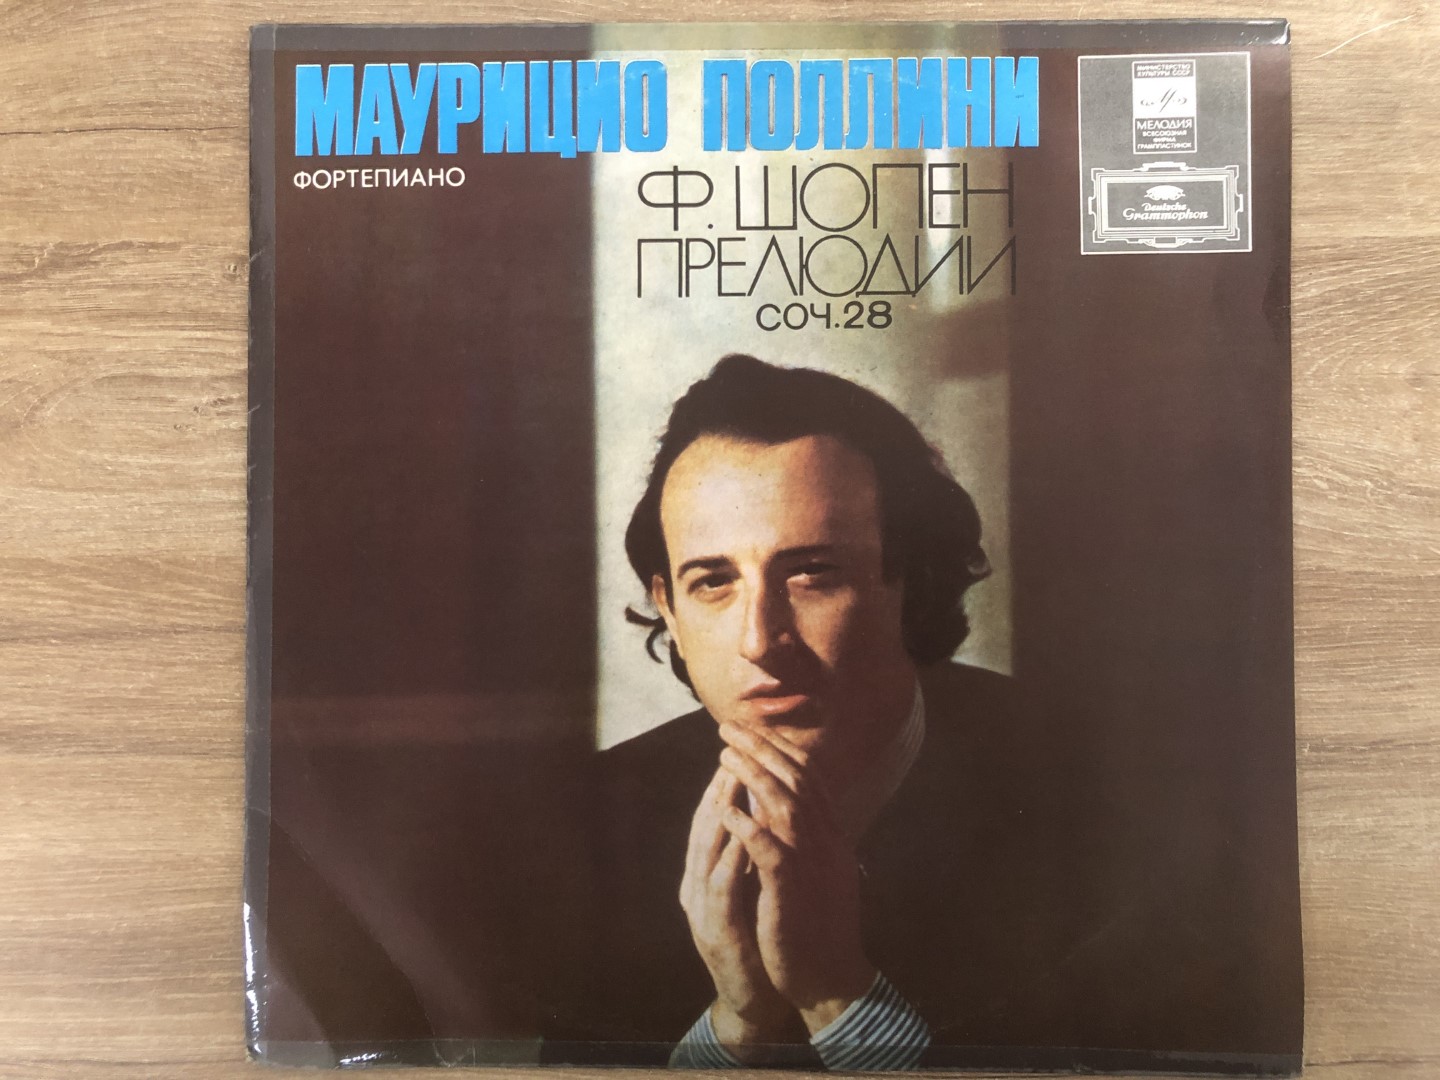 МАУРИЦИО ПОЛЛИНИ
ФОРТЕПИАНО
Ф. ШОПЕН
ПРЕЛЮДИИ
СОЧ.28
МИНИСТЕРСТВО
КУЛЬТУРЫ СССР
МЕЛОДИЯ
ВСЕСОЮЗНАЯ
ФИРМА
ГРАМПЛАСТИНОК
Deutsche
Grammophon